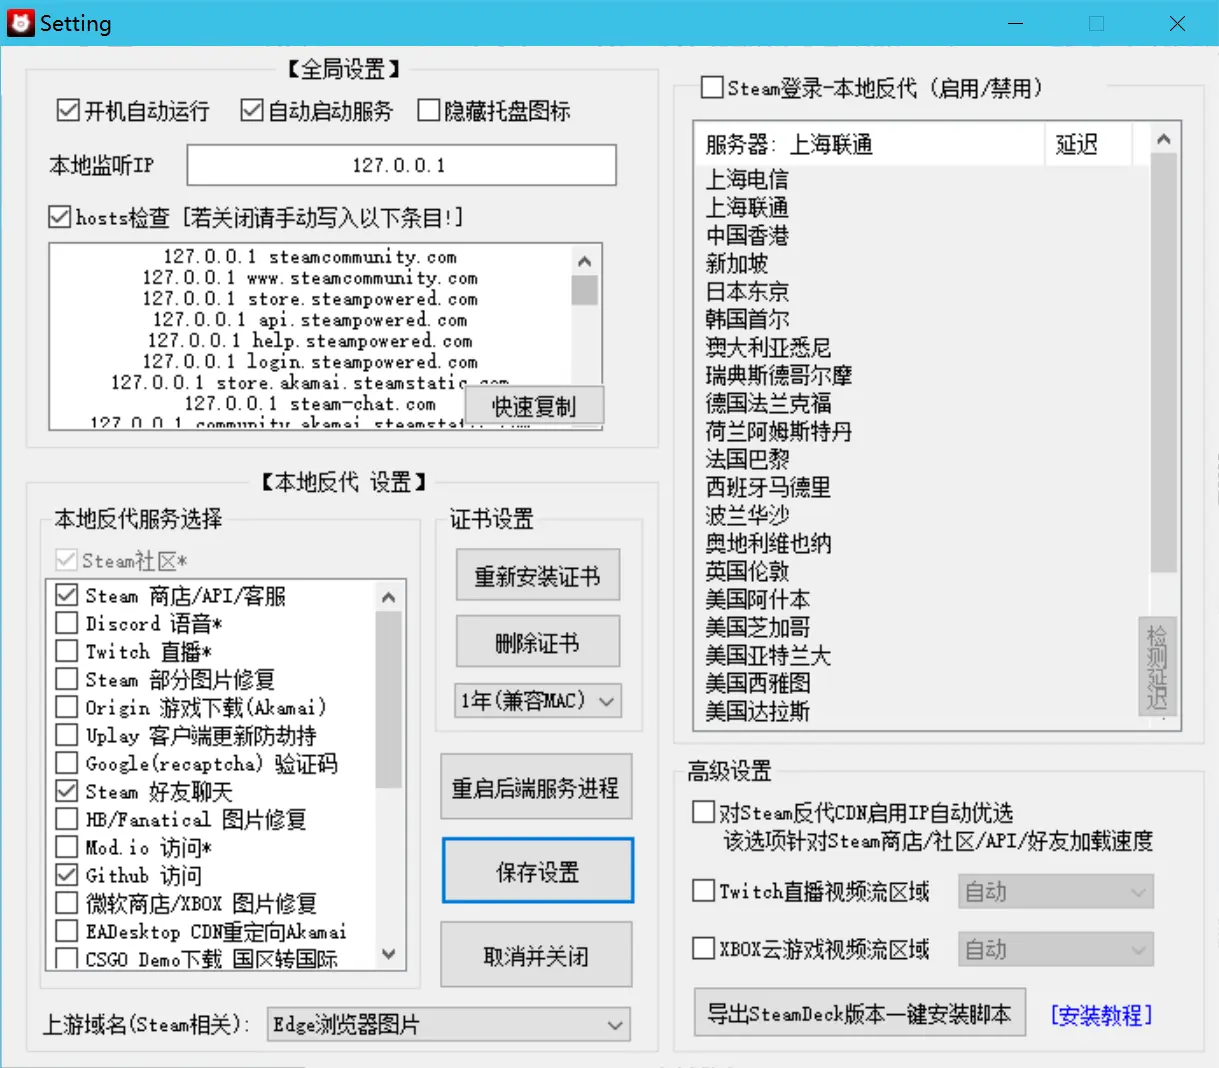 Setting
【全局设置】
开机自动运行 自动启动服务 隐藏托盘图标
本地监听IP 127.0.0.1
hosts检查 [若关闭请手动写入以下条目!]
127.0.0.1 steamcommunity.com
127.0.0.1 www.steamcommunity.com
127.0.0.1 store.steampowered.com
127.0.0.1 api.steampowered.com
127.0.0.1 help.steampowered.com
127.0.0.1 login.steampowered.com
127.0.0.1 store.akamai.steamstatic.com
127.0.0.1 steam-chat.com
快速复制
【本地反代 设置】
本地反代服务选择
Steam社区*
Steam 商店/API/客服
Discord 语音*
Twitch 直播*
Steam 部分图片修复
Origin 游戏下载(Akamai)
Uplay 客户端更新防劫持
Google(recaptcha) 验证码
Steam 好友聊天
HB/Fanatical 图片修复
Mod.io 访问*
Github 访问
微软商店/XBOX 图片修复
EADesktop CDN重定向Akamai
CSGO Demo下载 国区转国际
证书设置
重新安装证书
删除证书
1年(兼容MAC)
重启后端服务进程
保存设置
取消并关闭
上游域名(Steam相关): Edge浏览器图片
Steam登录-本地反代 (启用/禁用)
服务器: 上海联通 延迟
上海电信
上海联通
中国香港
新加坡
日本东京
韩国首尔
澳大利亚悉尼
瑞典斯德哥尔摩
德国法兰克福
荷兰阿姆斯特丹
法国巴黎
西班牙马德里
波兰华沙
奥地利维也纳
英国伦敦
美国阿什本
美国芝加哥
美国亚特兰大
美国西雅图
美国达拉斯
检测延迟
高级设置
对Steam反代CDN启用IP自动优选
该选项针对Steam商店/社区/API/好友加载速度
Twitch直播视频流区域 自动
XBOX云游戏视频流区域 自动
导出SteamDeck版本一键安装脚本 [安装教程]